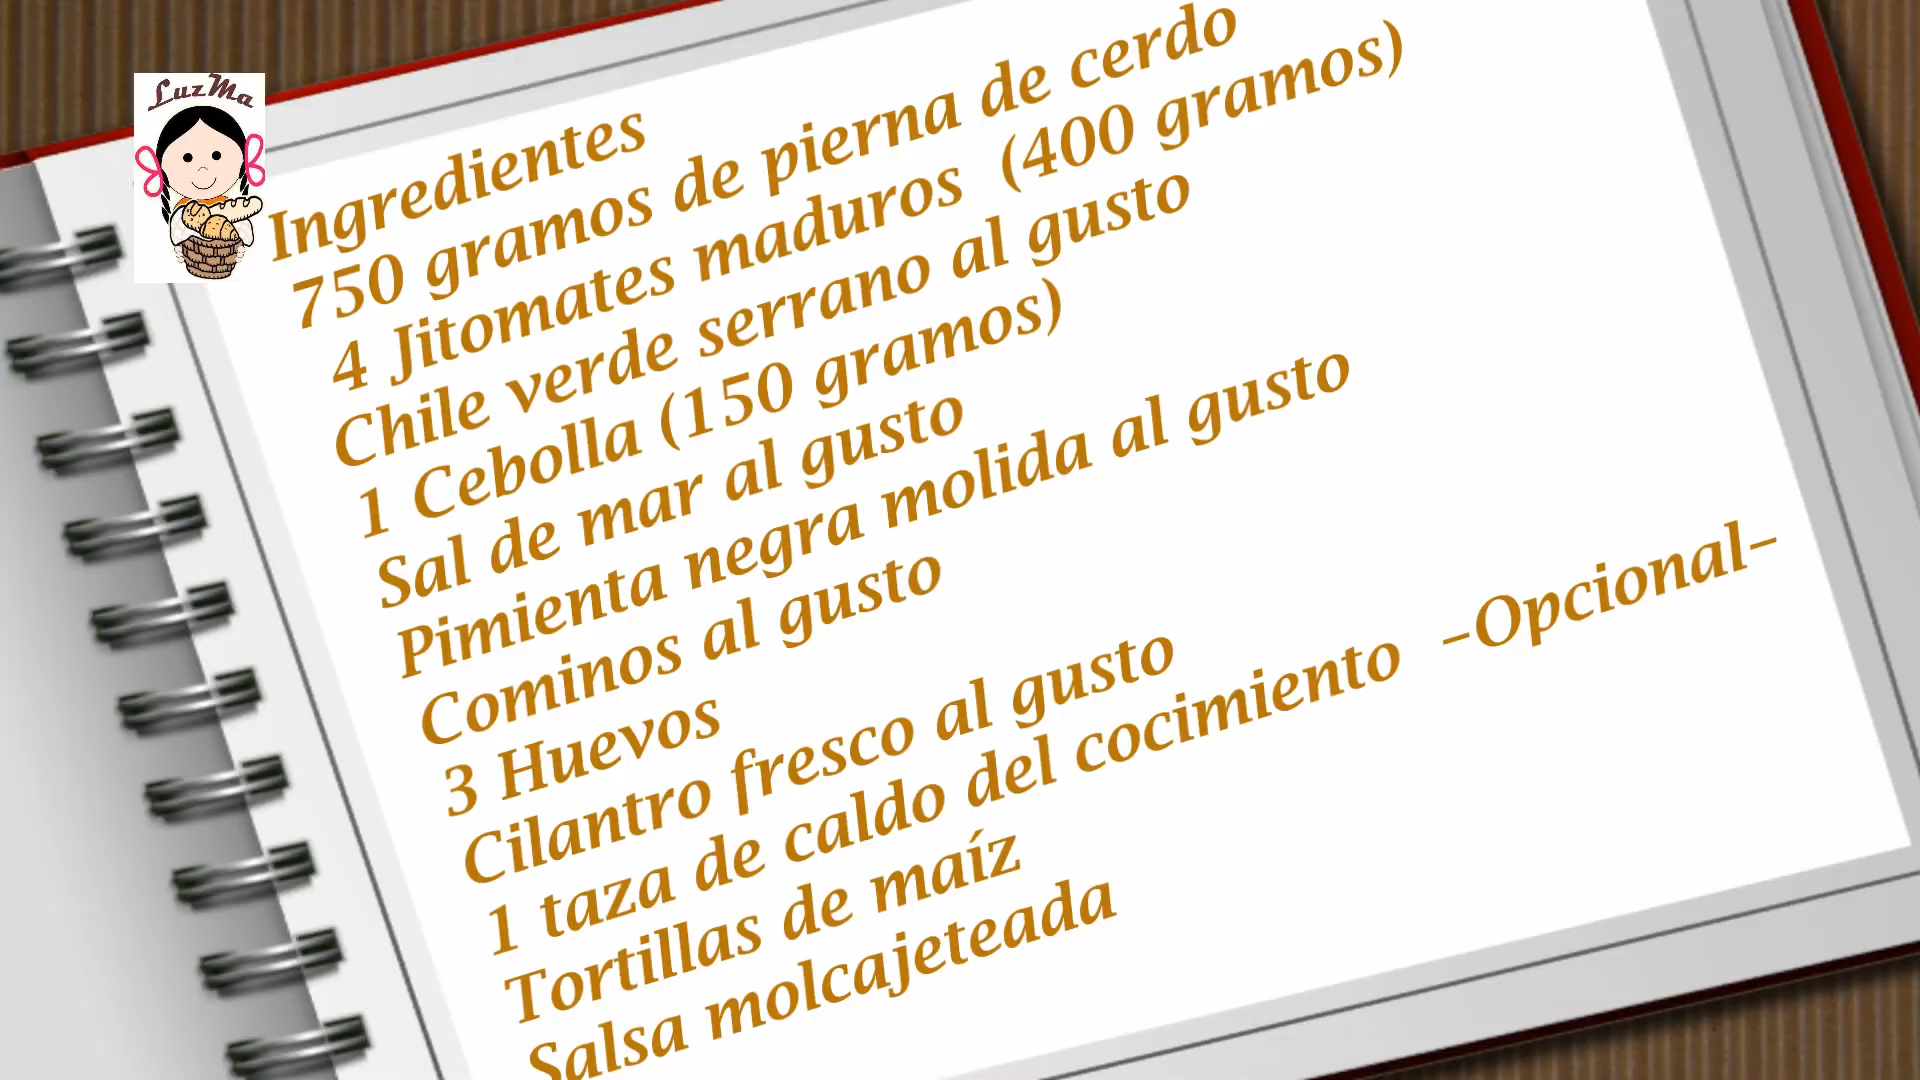 LuzMa
Ingredientes
750 gramos de pierna de cerdo
4 Jitomates maduros (400 gramos)
Chile verde serrano al gusto
1 Cebolla (150 gramos)
Sal de mar al gusto
Pimienta negra molida al gusto
Cominos al gusto
3 Huevos
Cilantro fresco al gusto
1 taza de caldo del cocimiento –Opcional–
Tortillas de maíz
Salsa molcajeteada